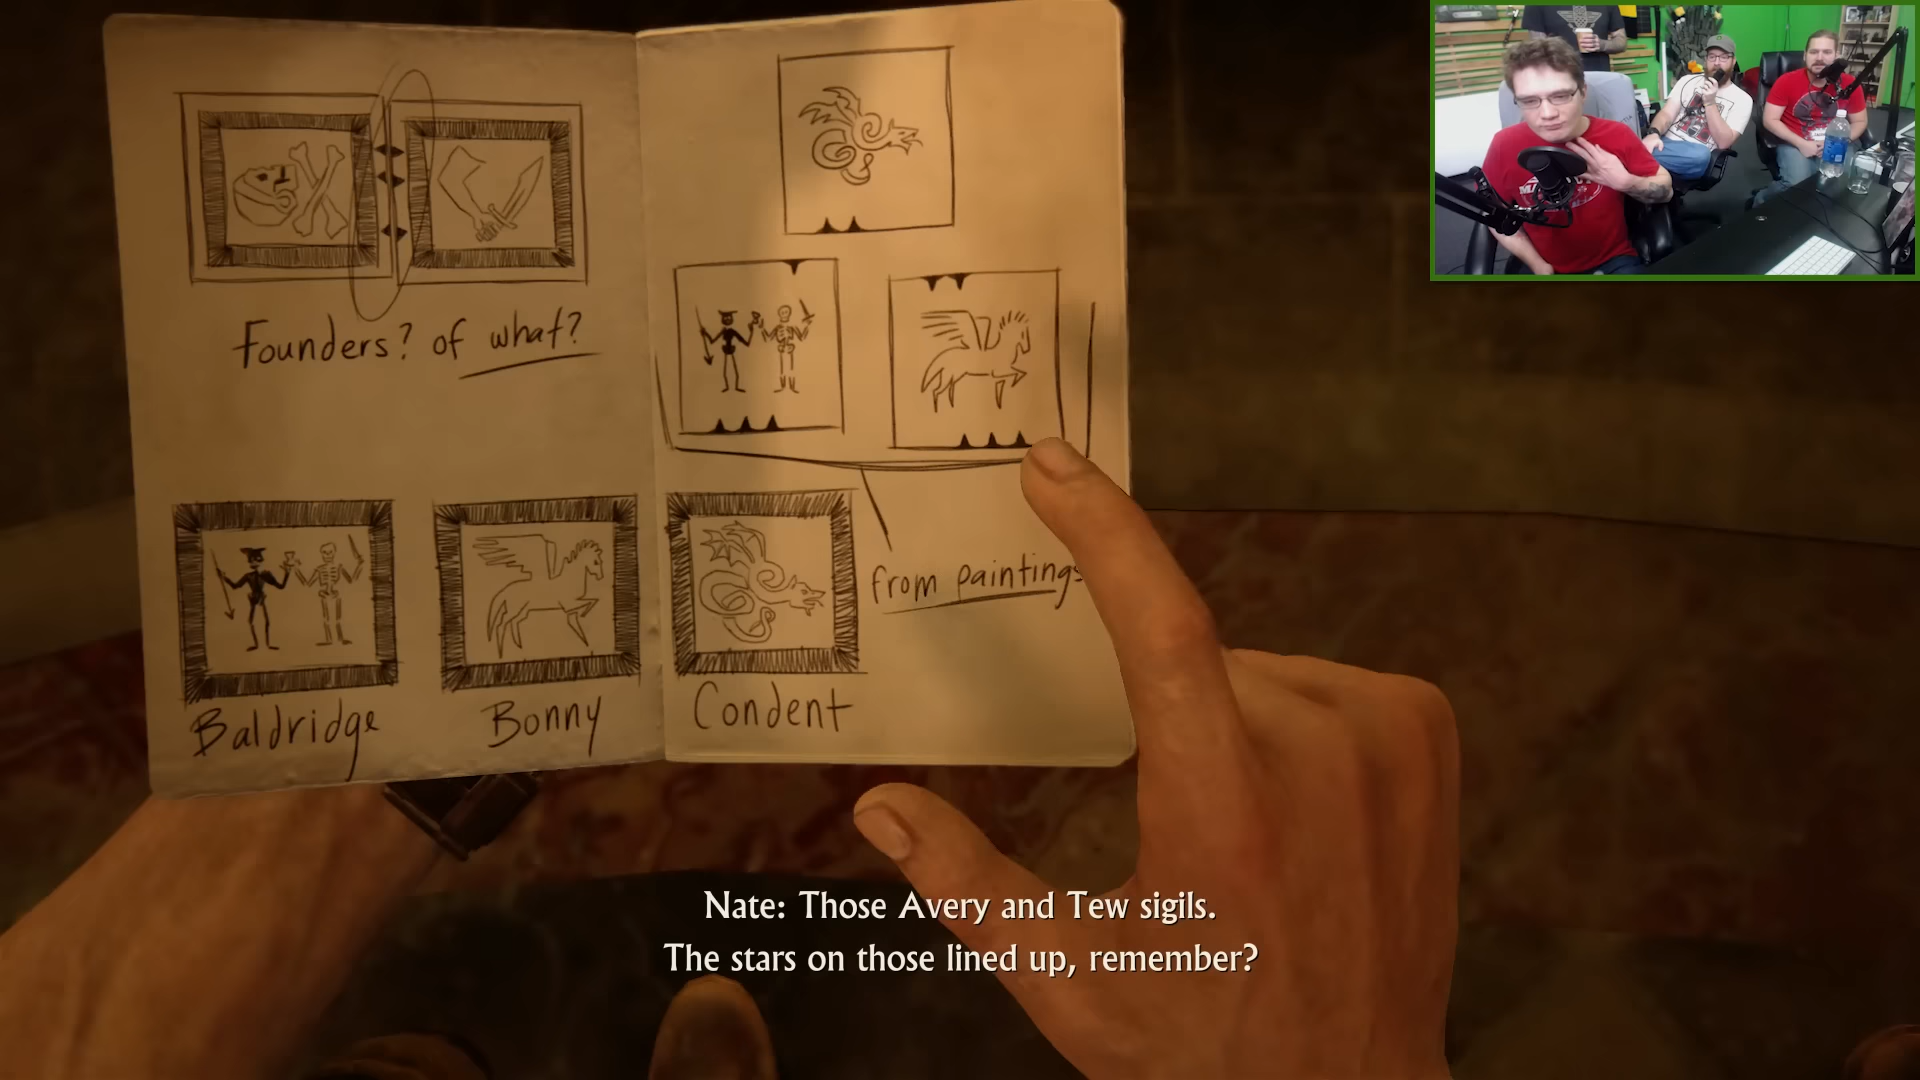 Founders? of what?
from paintings
Baldridge Bonny Condent
Nate: Those Avery and Tew sigils.
The stars on those lined up, remember?